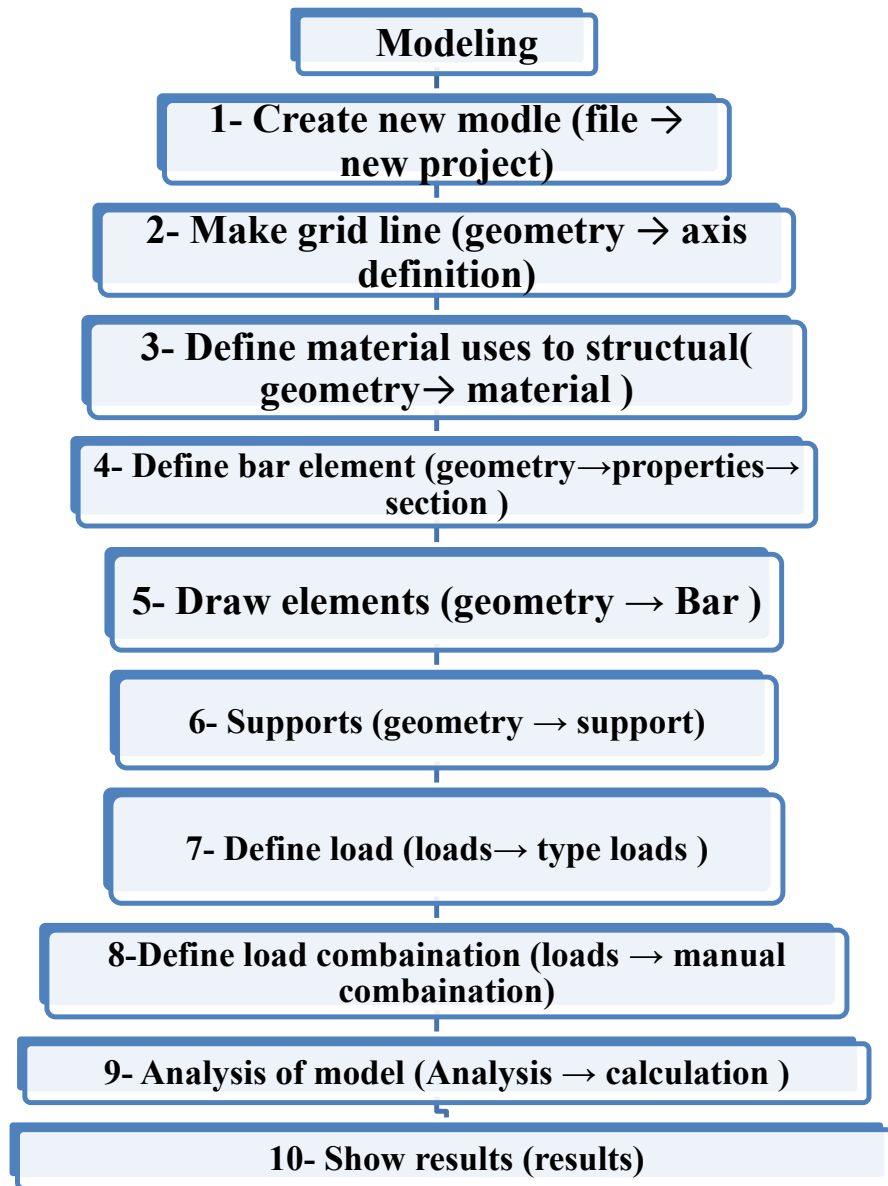 Modeling
1- Create new modle (file →
new project)
2- Make grid line (geometry → axis
definition)
3- Define material uses to structual(
geometry→ material )
4- Define bar element (geometry→properties→
section )
5- Draw elements (geometry → Bar )
6- Supports (geometry → support)
7- Define load (loads→ type loads )
8-Define load combaination (loads → manual
combaination)
9- Analysis of model (Analysis → calculation )
10- Show results (results)